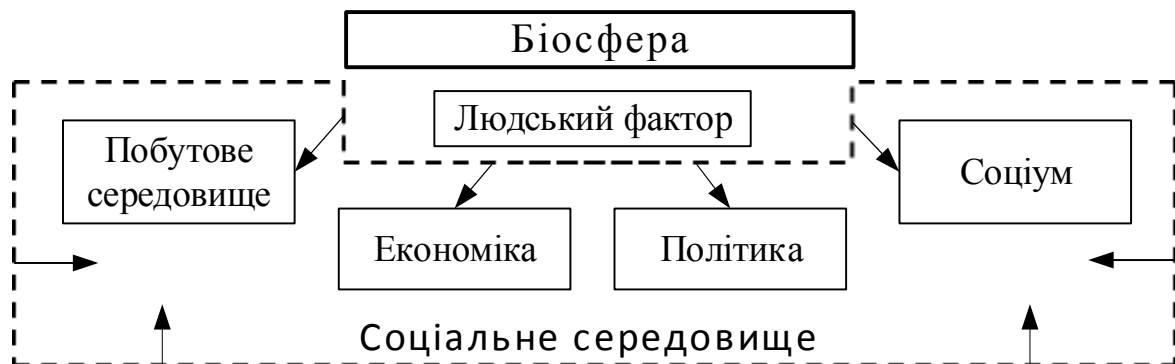 Біосфера
Людський фактор
Побутове
середовище
Соціум
Економіка
Політика
Соціальне середовище